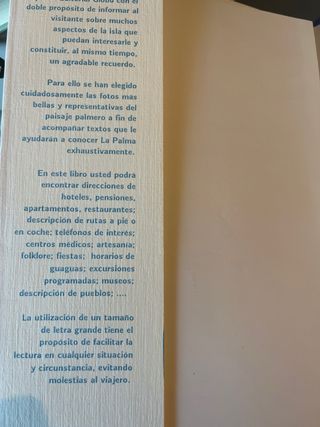 doble propósito de informar al
visitante sobre muchos
aspectos de la isla que
puedan interesarle y
constituir, al mismo tiempo,
un agradable recuerdo.
Para ello se han elegido
cuidadosamente las fotos mas
bellas y representativas del
paisaje palmero a fin de
acompañar textos que le
ayudaran a conocer La Palma
exhaustivamente.
En este libro usted podrá
encontrar direcciones de
hoteles, pensiones,
apartamentos, restaurantes;
descripción de rutas a pie o
en coche; teléfonos de interés;
centros médicos; artesanía;
folklore; fiestas; horarios de
guaguas; excursiones
programadas; museos;
descripción de pueblos; ....
La utilización de un tamaño
de letra grande tiene el
propósito de facilitar la
lectura en cualquier situación
y circunstancia, evitando
molestias al viajero.